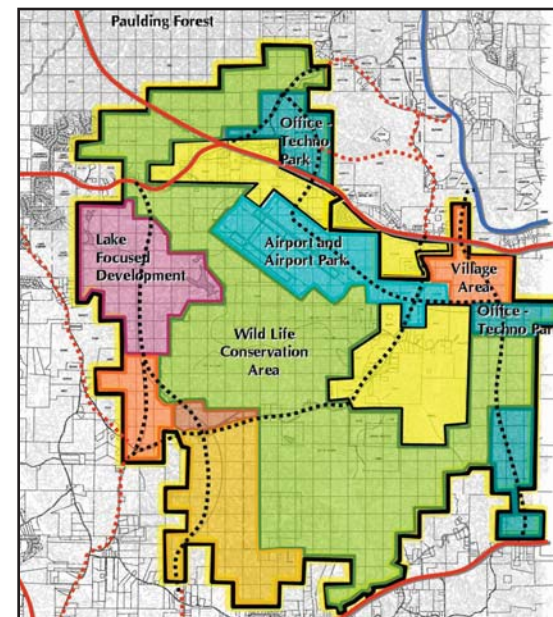 Paulding Forest
Office -
Techno
Park
Lake
Focused
Development
Airport and
Airport Park
Village
Area
Office -
Techno Par
Wild Life
Conservation
Area